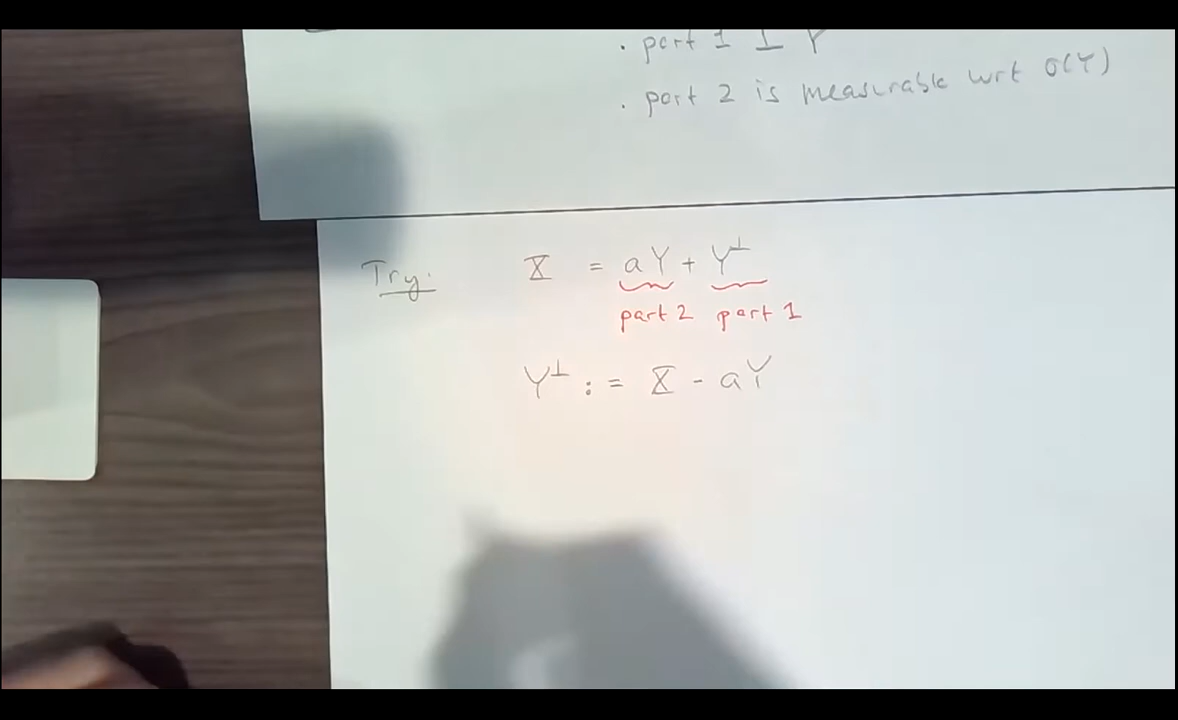 · part 1 ⊥ Y
· part 2 is measurable wrt σ(Y)
Try: X = aY + Y⊥
part 2 part 1
Y⊥ := X - aY